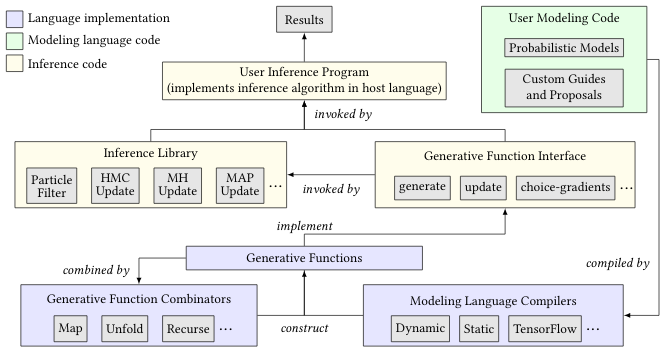 Language implementation
Modeling language code
Inference code
Results
User Modeling Code
Probabilistic Models
Custom Guides
and Proposals
User Inference Program
(implements inference algorithm in host language)
invoked by
Inference Library
Particle
Filter
HMC
Update
MH
Update
MAP
Update
...
invoked by
Generative Function Interface
generate
update
choice-gradients
...
implement
Generative Functions
combined by
compiled by
Generative Function Combinators
Map
Unfold
Recurse
...
construct
Modeling Language Compilers
Dynamic
Static
TensorFlow
...